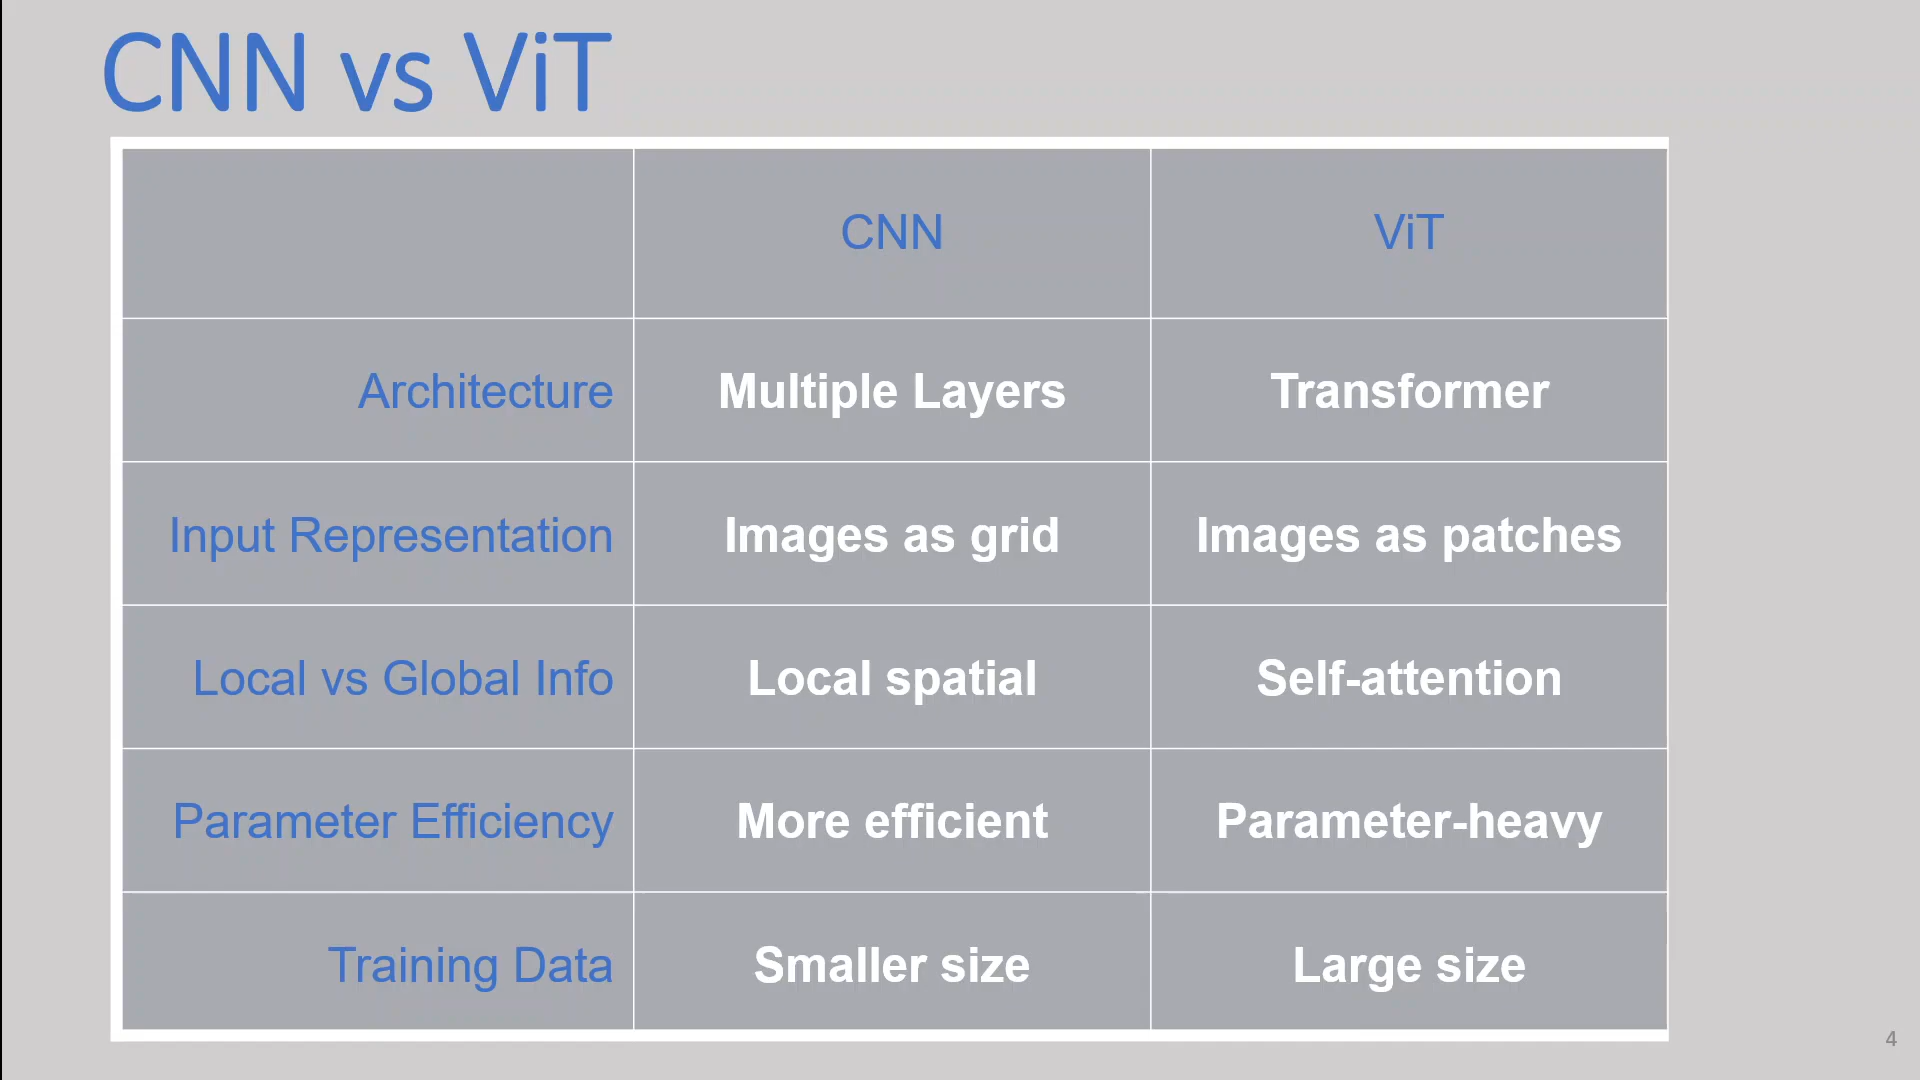 CNN vs ViT
CNN
ViT
Architecture
Multiple Layers
Transformer
Input Representation
Images as grid
Images as patches
Local vs Global Info
Local spatial
Self-attention
Parameter Efficiency
More efficient
Parameter-heavy
Training Data
Smaller size
Large size
4